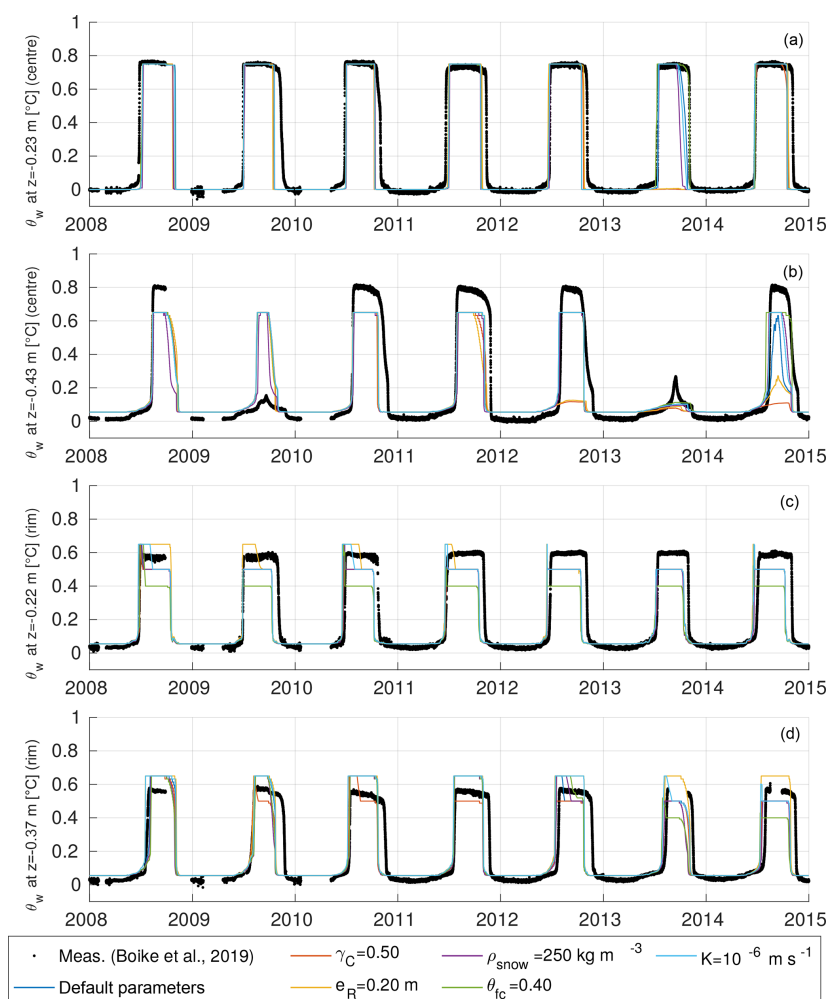 (a)
θw at z=-0.23 m [°C] (centre)
1
0.8
0.6
0.4
0.2
0
2008 2009 2010 2011 2012 2013 2014 2015
(b)
θw at z=-0.43 m [°C] (centre)
1
0.8
0.6
0.4
0.2
0
2008 2009 2010 2011 2012 2013 2014 2015
(c)
θw at z=-0.22 m [°C] (rim)
1
0.8
0.6
0.4
0.2
0
2008 2009 2010 2011 2012 2013 2014 2015
(d)
θw at z=-0.37 m [°C] (rim)
1
0.8
0.6
0.4
0.2
0
2008 2009 2010 2011 2012 2013 2014 2015
Meas. (Boike et al., 2019) γC=0.50 ρsnow =250 kg m -3 K=10 -6 m s -1
Default parameters eR=0.20 m θfc=0.40